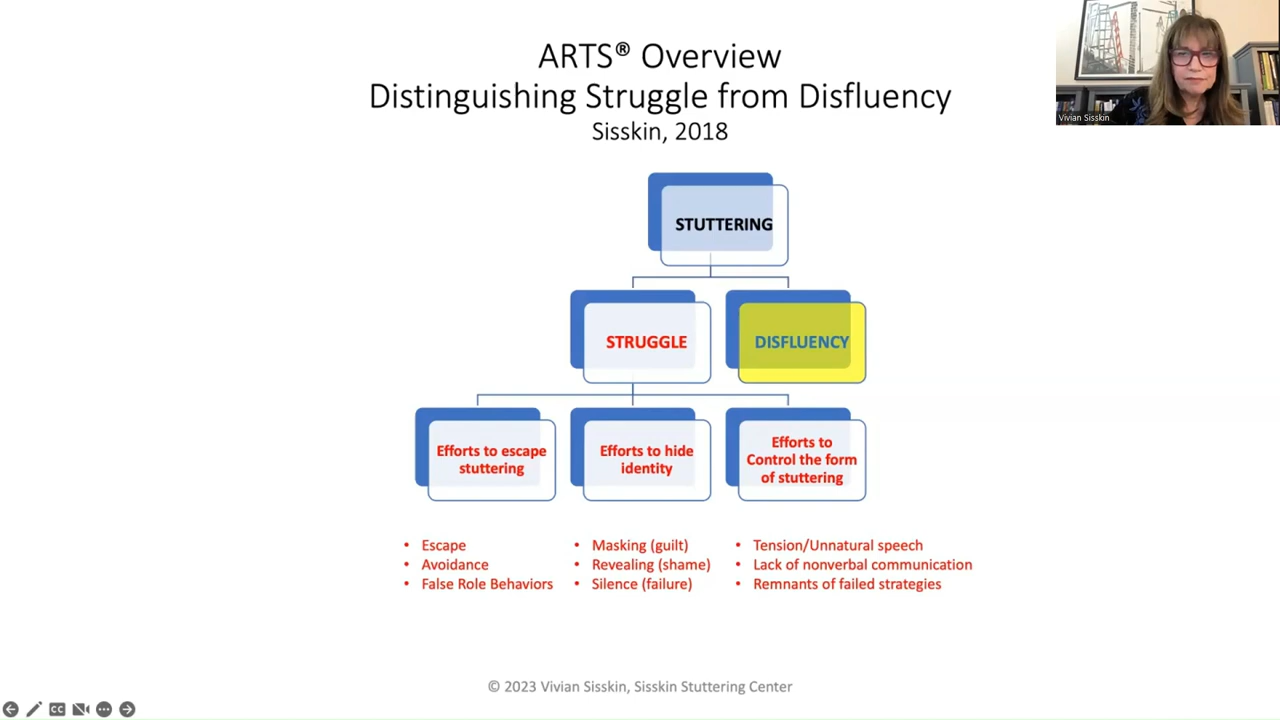 ARTS® Overview
Distinguishing Struggle from Disfluency
Sisskin, 2018
Vivian Sisskin
STUTTERING
STRUGGLE
DISFLUENCY
Efforts to escape
stuttering
Efforts to hide
identity
Efforts to
Control the form
of stuttering
• Escape
• Avoidance
• False Role Behaviors
• Masking (guilt)
• Revealing (shame)
• Silence (failure)
• Tension/Unnatural speech
• Lack of nonverbal communication
• Remnants of failed strategies
© 2023 Vivian Sisskin, Sisskin Stuttering Center
CC